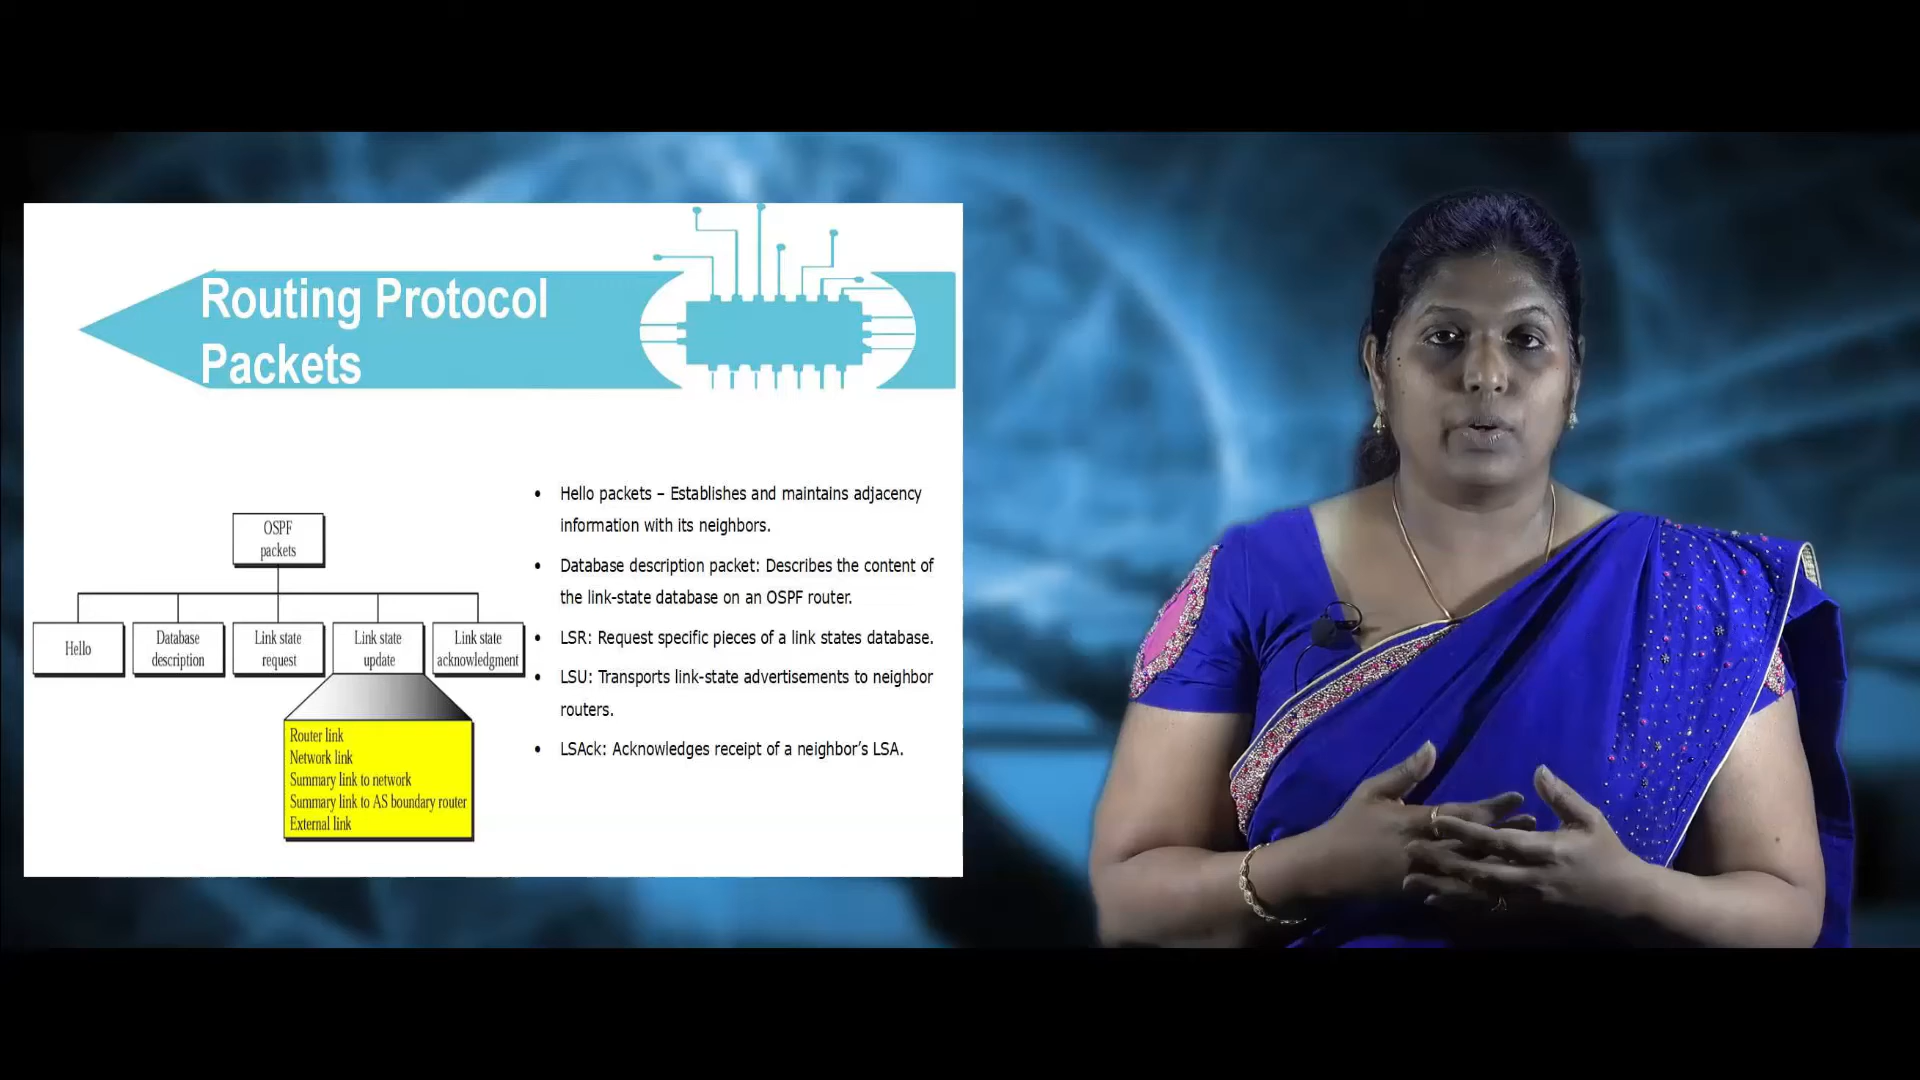 Routing Protocol
Packets
OSPF
packets
Hello
Database
description
Link state
request
Link state
update
Link state
acknowledgment
Router link
Network link
Summary link to network
Summary link to AS boundary router
External link
• Hello packets – Establishes and maintains adjacency
information with its neighbors.
• Database description packet: Describes the content of
the link-state database on an OSPF router.
• LSR: Request specific pieces of a link states database.
• LSU: Transports link-state advertisements to neighbor
routers.
• LSAck: Acknowledges receipt of a neighbor’s LSA.